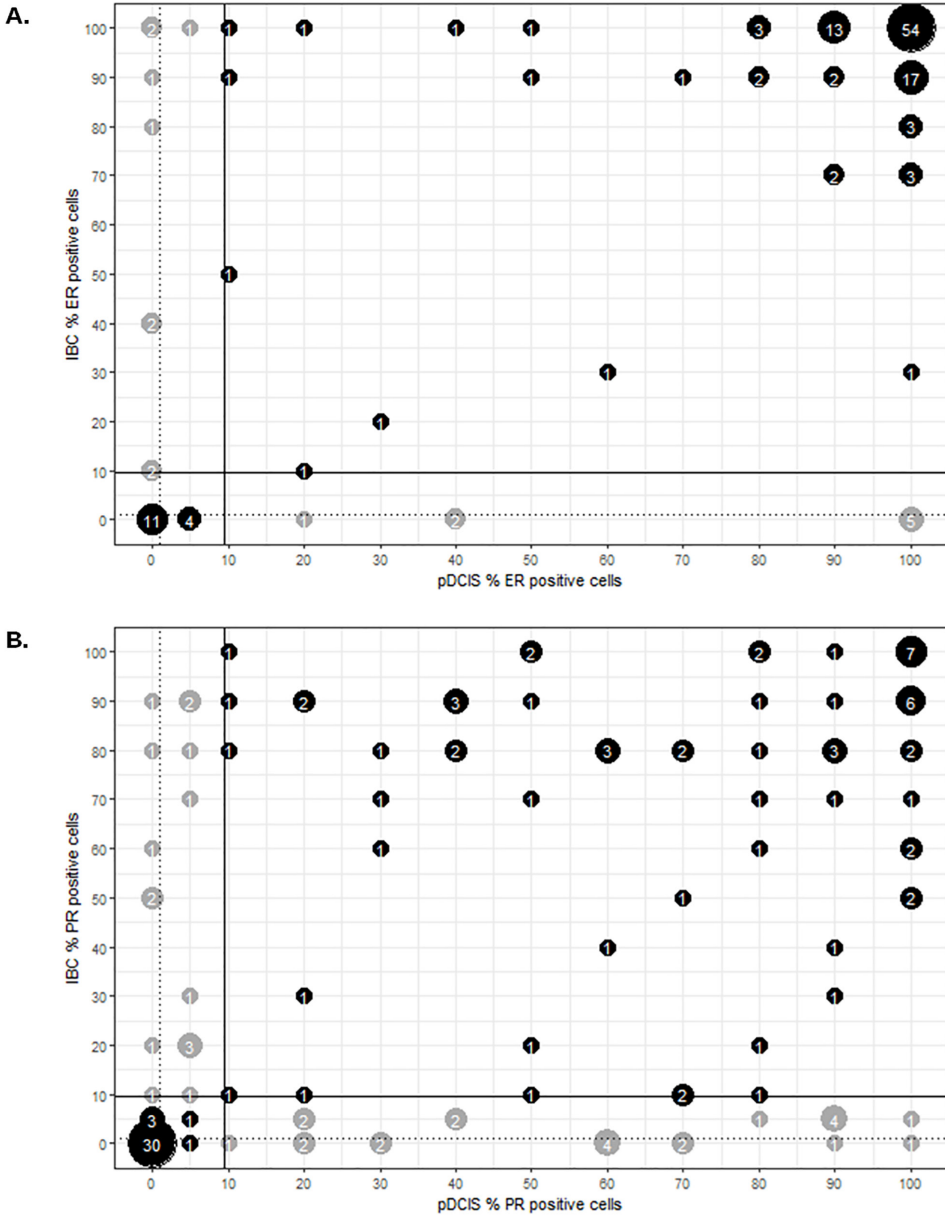 A.
100 2 1 1 1 1 1 3 13 54
90 1 1 1 1 2 2 17
80 1 3
70 2 3
60
50 1
40 2
30 1 1
20 1
10 2 1
0 11 4 1 2 5
IBC % ER positive cells
0 10 20 30 40 50 60 70 80 90 100
pDCIS % ER positive cells
B.
100 1 2 2 1 7
90 1 2 1 2 3 1 1 1 6
80 1 1 1 1 2 3 2 1 3 2
70 1 1 1 1 1 1
60 1 1 1 2
50 2 1 2
40 1 1
30 1 1 1
20 1 3 1 1
10 1 1 1 1 1 2 1
3 1 2 2 1 4 1
0 30 1 1 2 2 4 2 1 1
IBC % PR positive cells
0 10 20 30 40 50 60 70 80 90 100
pDCIS % PR positive cells